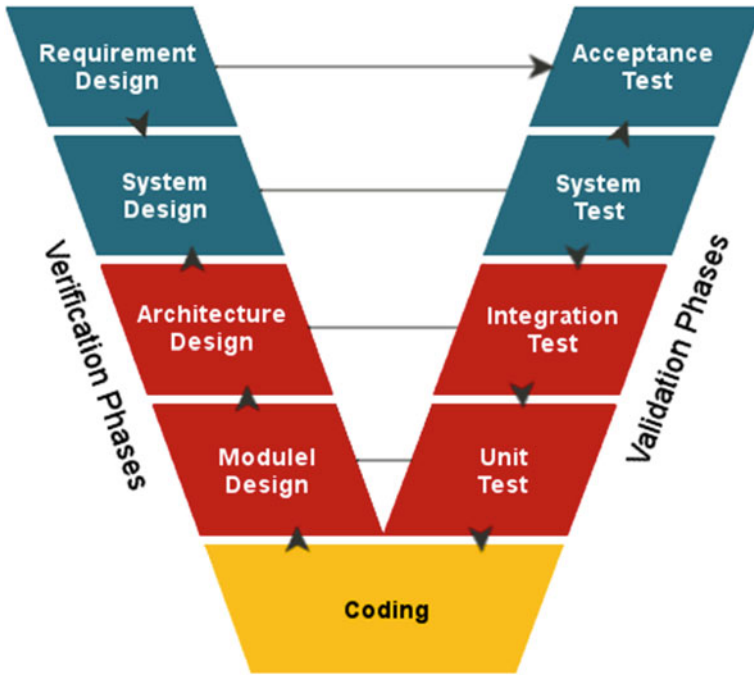 Requirement
Design
Acceptance
Test
System
Design
System
Test
Verification Phases
Validation Phases
Architecture
Design
Integration
Test
Modulel
Design
Unit
Test
Coding